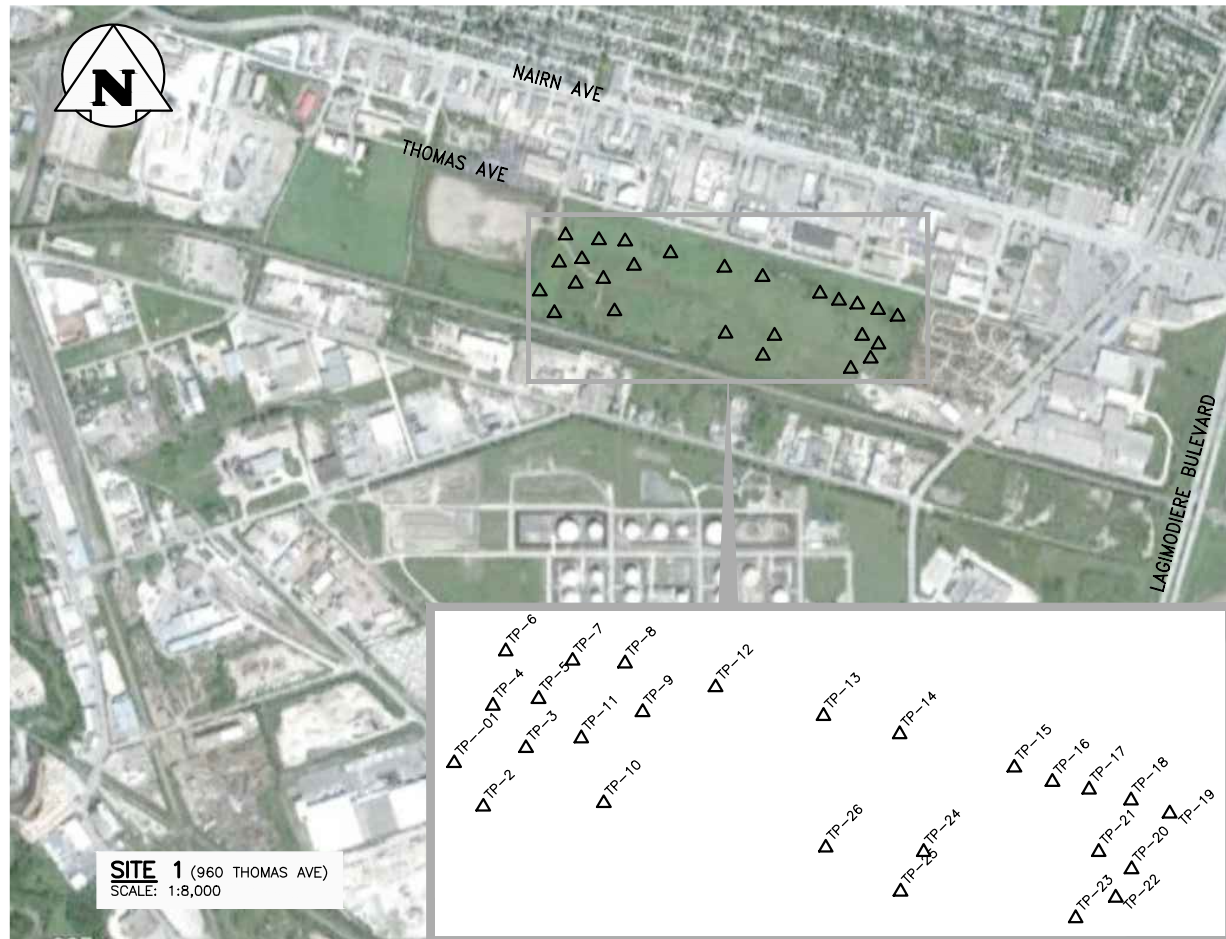 N
NAIRN AVE
THOMAS AVE
LAGIMODIERE BULEVARD
TP-6
TP-7
TP-8
TP-4
TP-5
TP-9
TP-12
TP-13
TP-14
TP--01
TP-3
TP-11
TP-2
TP-10
TP-15
TP-16
TP-17
TP-18
TP-19
TP-26
TP-24
TP-25
TP-21
TP-20
TP-23
TP-22
SITE 1 (960 THOMAS AVE)
SCALE: 1:8,000